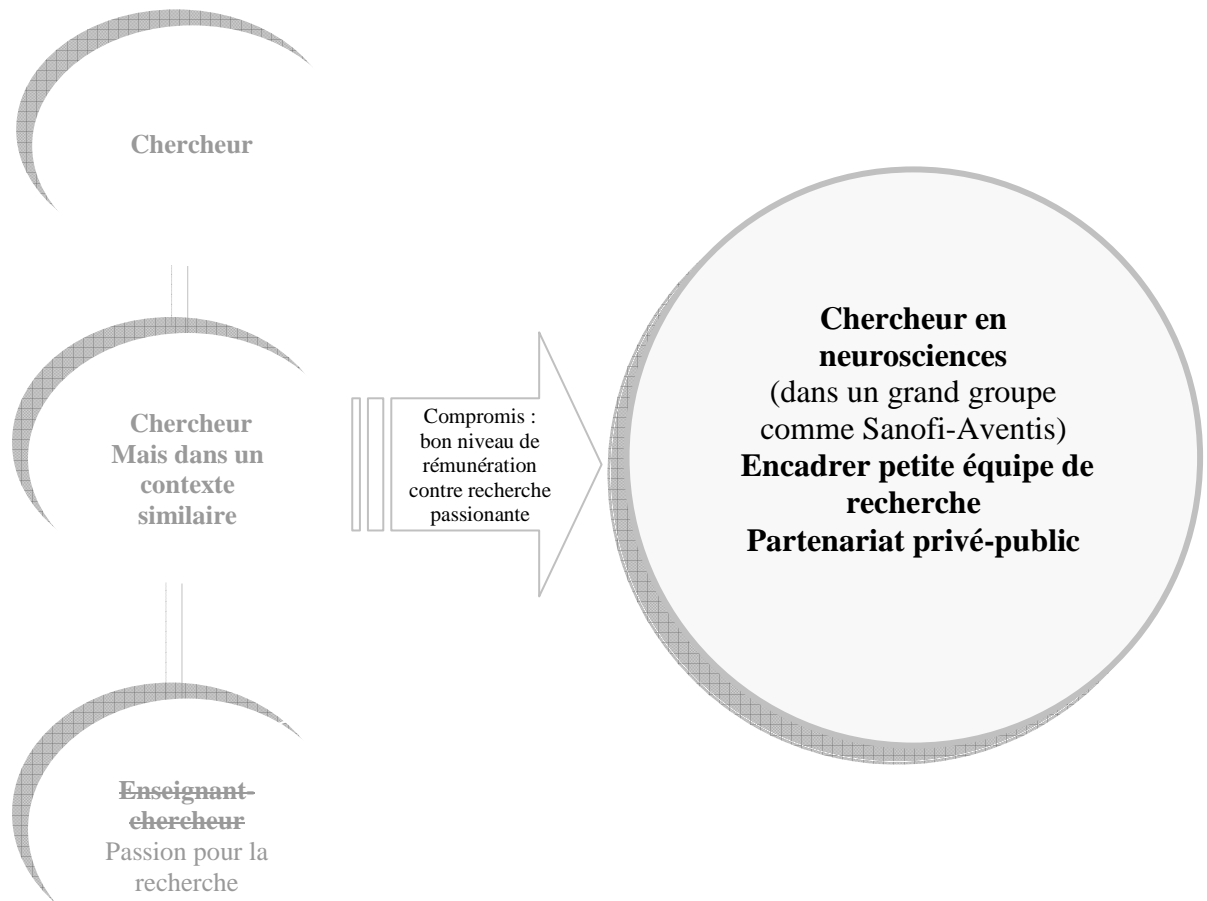 Chercheur
Chercheur
Mais dans un
contexte
similaire
Enseignant-
chercheur
Passion pour la
recherche
Compromis :
bon niveau de
rémunération
contre recherche
passionante
Chercheur en
neurosciences
(dans un grand groupe
comme Sanofi-Aventis)
Encadrer petite équipe de
recherche
Partenariat privé-public